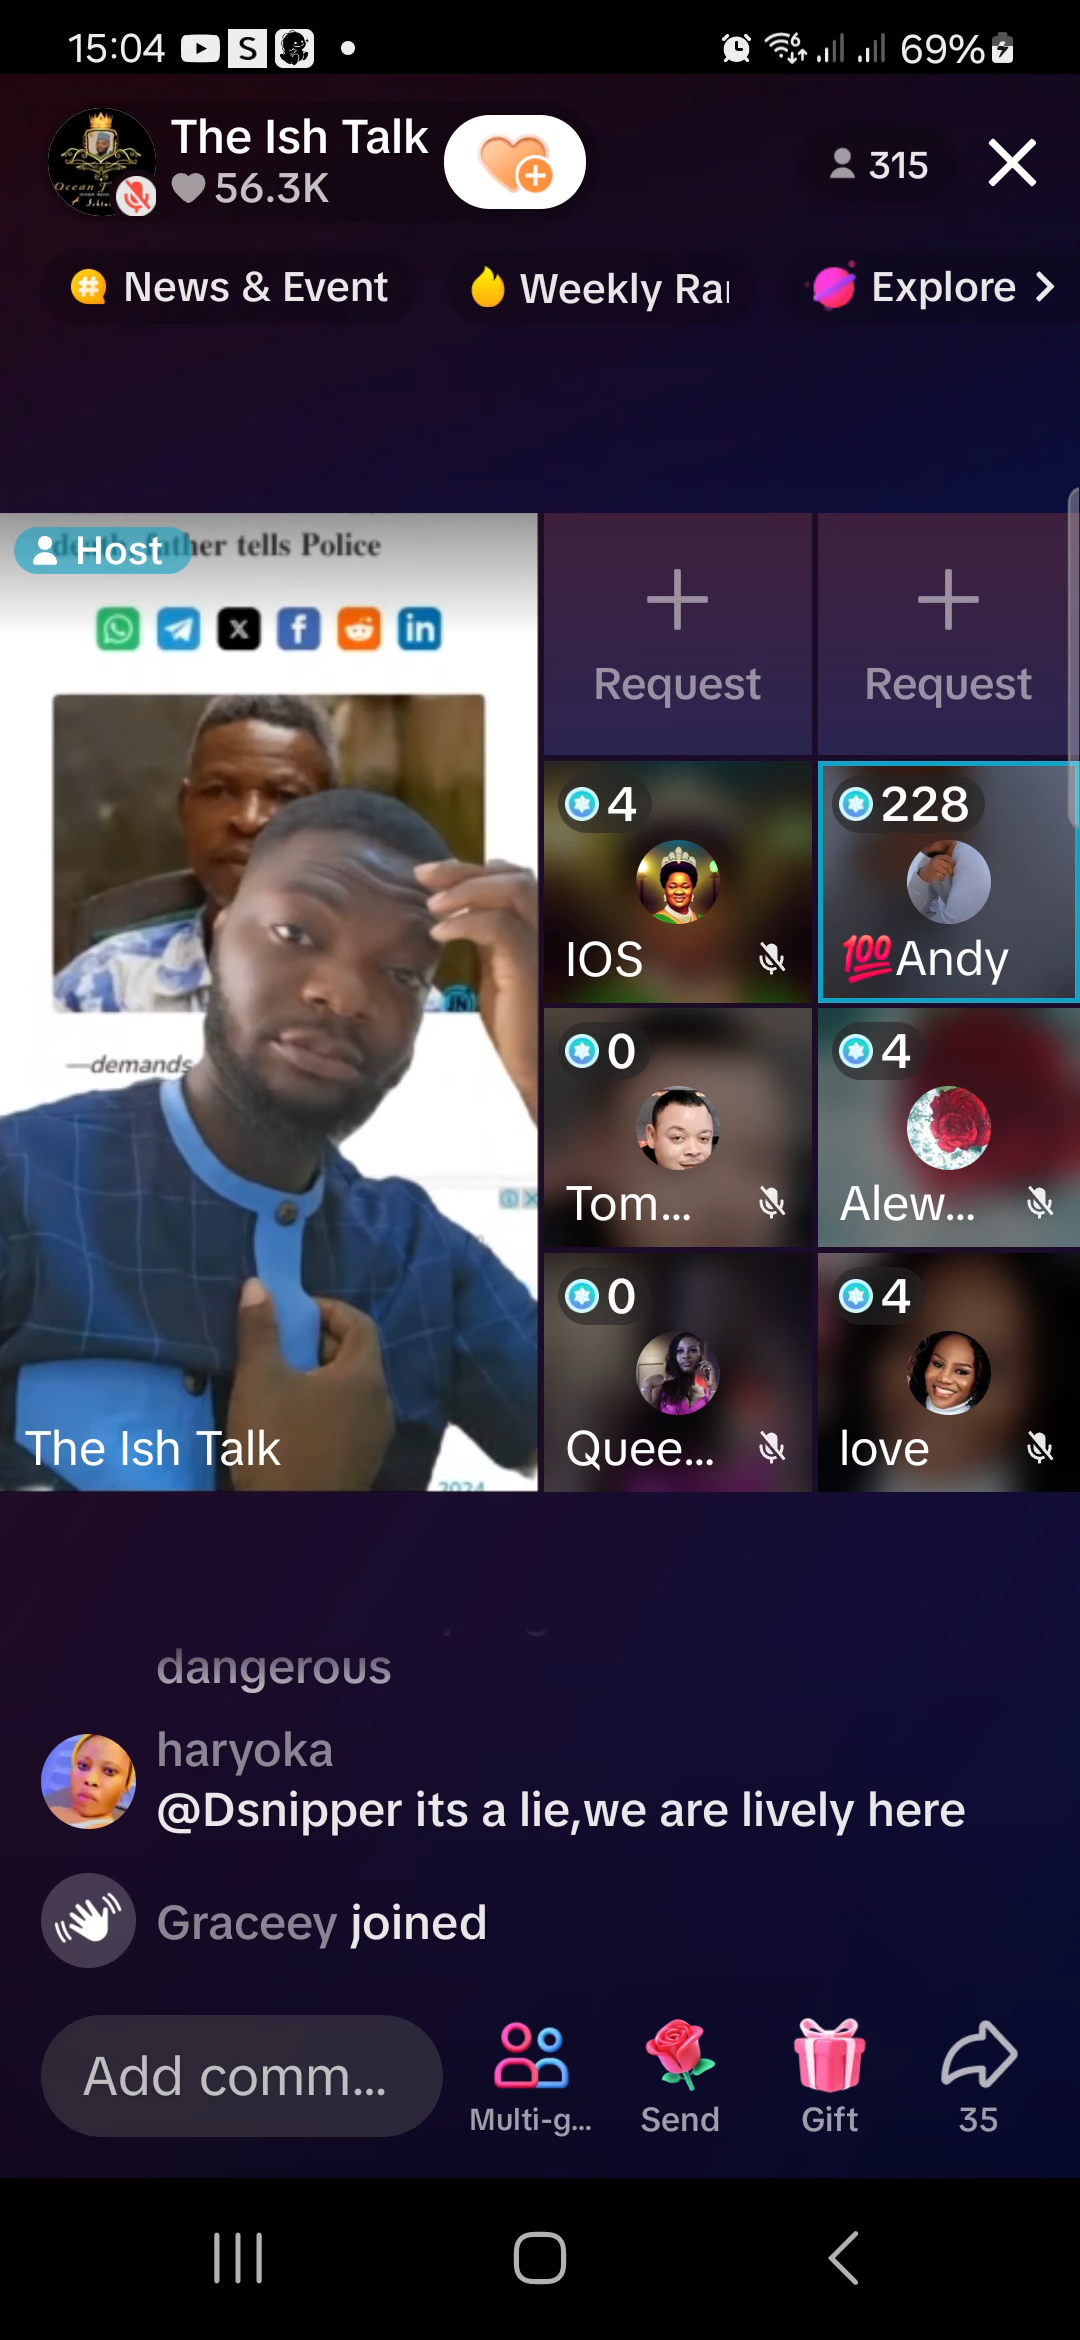 15:04
S
69%
The Ish Talk
56.3K
315
News & Event
Weekly Ra
Explore
Host
ther tells Police
—demands
2024
The Ish Talk
Request
Request
4
IOS
228
💯Andy
0
Tom...
4
Alew...
0
Quee...
4
love
dangerous
haryoka
@Dsnipper its a lie,we are lively here
Graceey joined
Add comm...
Multi-g...
Send
Gift
35